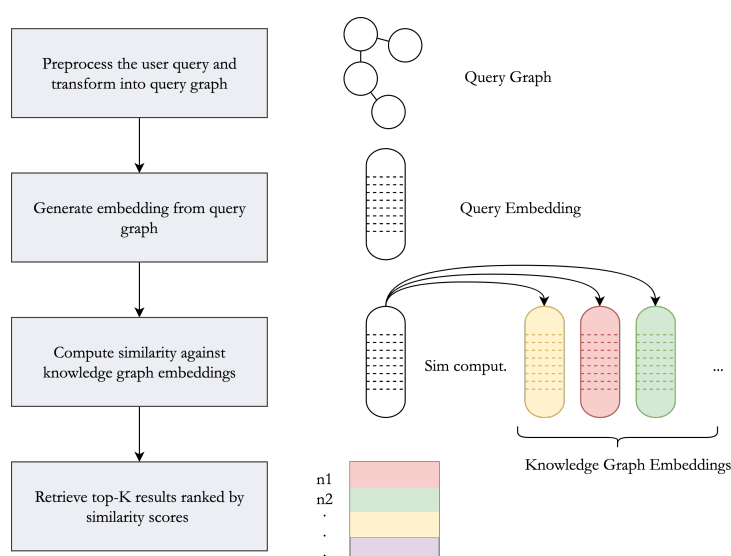 Preprocess the user query and
transform into query graph
Query Graph
Generate embedding from query
graph
Query Embedding
Compute similarity against
knowledge graph embeddings
Sim comput.
...
Knowledge Graph Embeddings
Retrieve top-K results ranked by
similarity scores
n1
n2
.
.
.